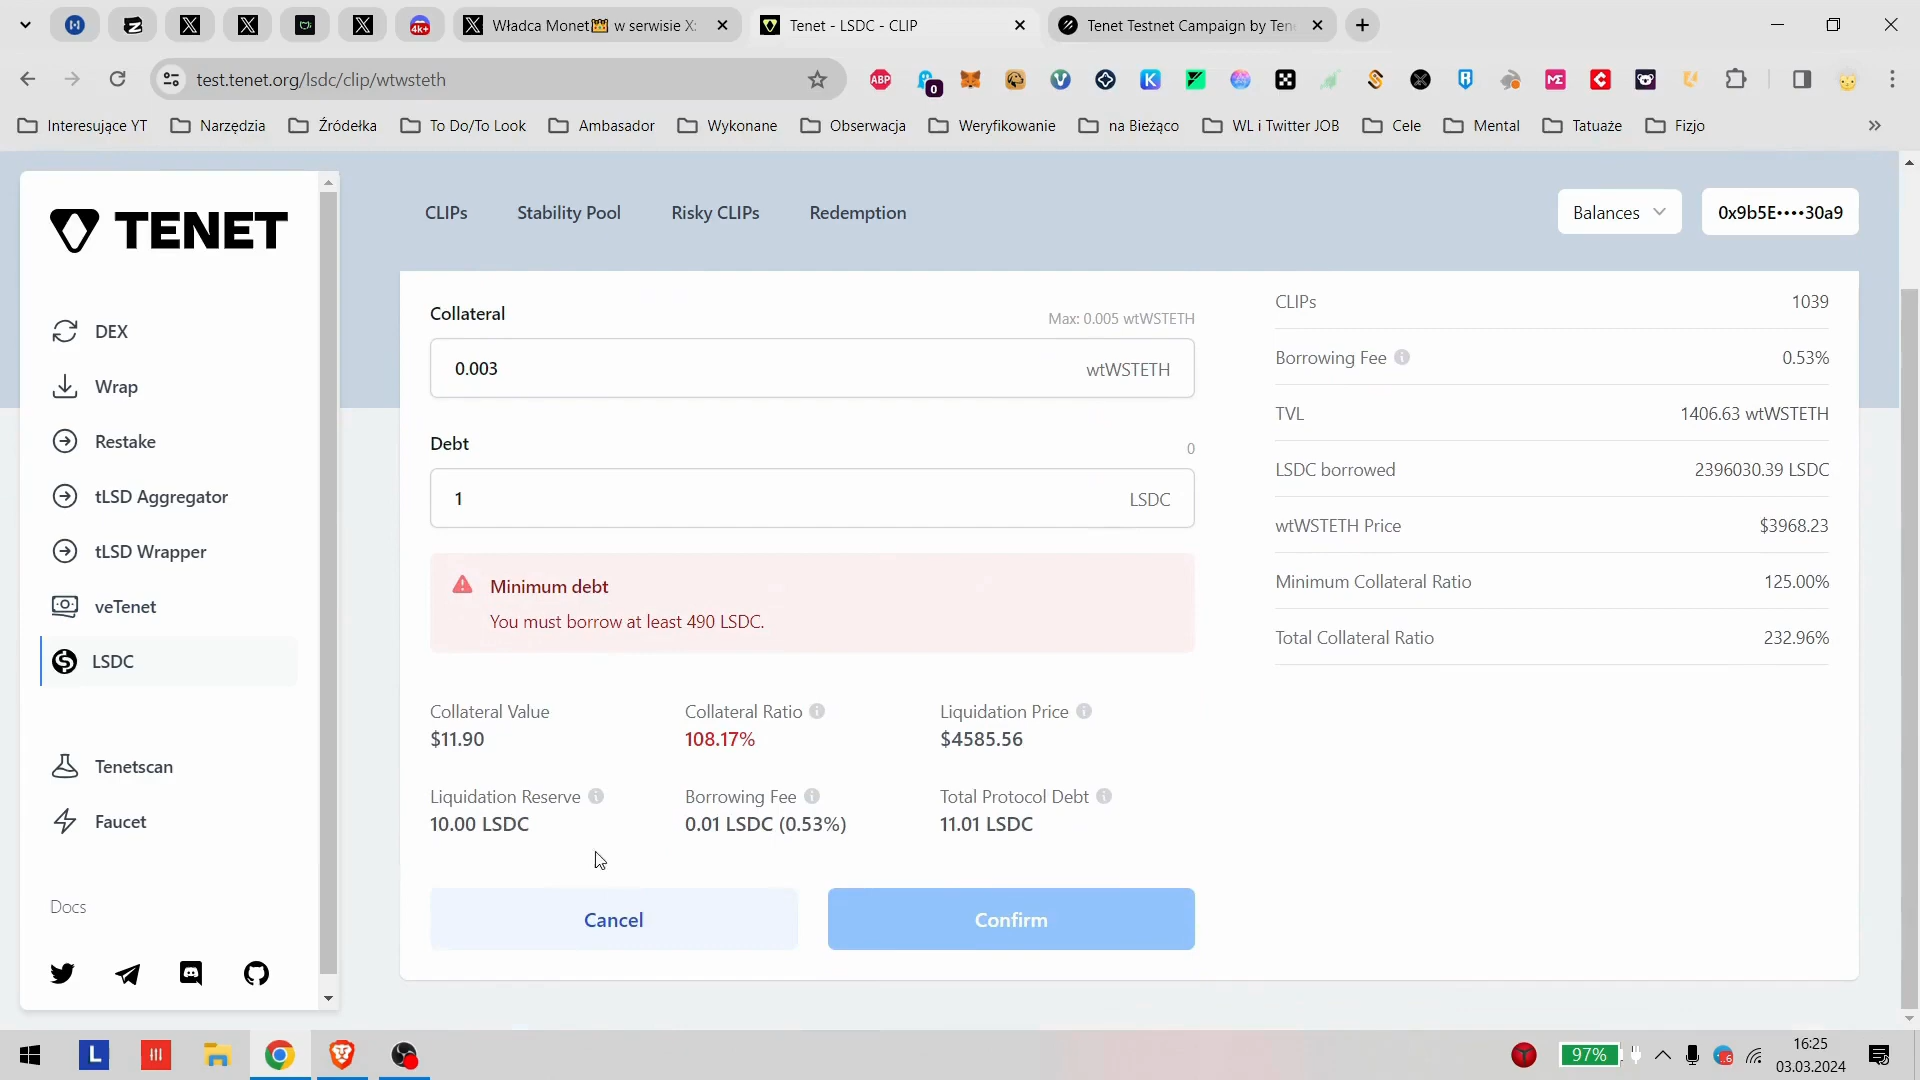 Władca Monet👑 w serwisie X:
Tenet - LSDC - CLIP
Tenet Testnet Campaign by Ten
test.tenet.org/lsdc/clip/wtwsteth
Interesujące YT
Narzędzia
Źródełka
To Do/To Look
Ambasador
Wykonane
Obserwacja
Weryfikowanie
na Bieżąco
WL i Twitter JOB
Cele
Mental
Tatuaże
Fizjo
4k+
ABP
0
TENET
DEX
Wrap
Restake
tLSD Aggregator
tLSD Wrapper
veTenet
LSDC
Tenetscan
Faucet
Docs
CLIPs
Stability Pool
Risky CLIPs
Redemption
Balances
0x9b5E••••30a9
Collateral
Max: 0.005 wtWSTETH
0.003
wtWSTETH
Debt
0
1
LSDC
Minimum debt
You must borrow at least 490 LSDC.
Collateral Value
$11.90
Collateral Ratio
108.17%
Liquidation Price
$4585.56
Liquidation Reserve
10.00 LSDC
Borrowing Fee
0.01 LSDC (0.53%)
Total Protocol Debt
11.01 LSDC
Cancel
Confirm
CLIPs
1039
Borrowing Fee
0.53%
TVL
1406.63 wtWSTETH
LSDC borrowed
2396030.39 LSDC
wtWSTETH Price
$3968.23
Minimum Collateral Ratio
125.00%
Total Collateral Ratio
232.96%
L
97%
16:25
03.03.2024